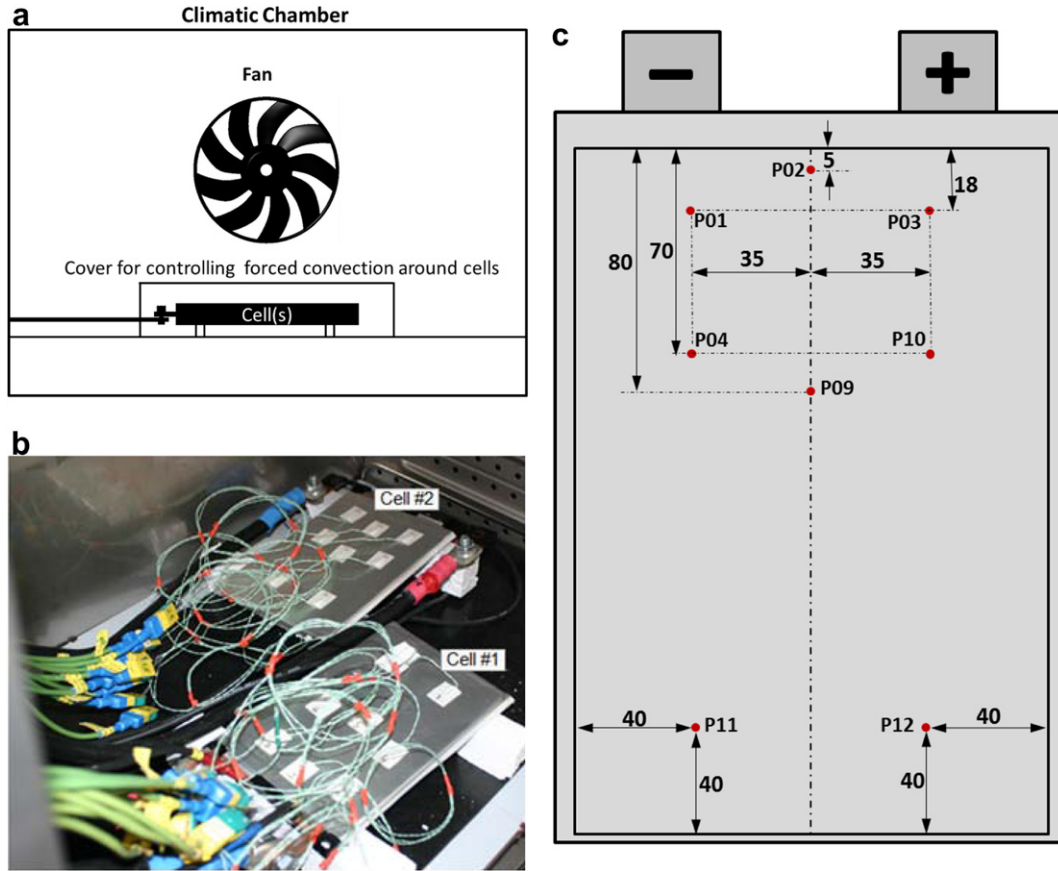 a
Climatic Chamber
Fan
Cover for controlling forced convection around cells
Cell(s)
b
Cell #2
Cell #1
c
− +
5
P02
18
P01 P03
80 70 35 35
P04 P10
P09
40 P11 P12 40
40 40